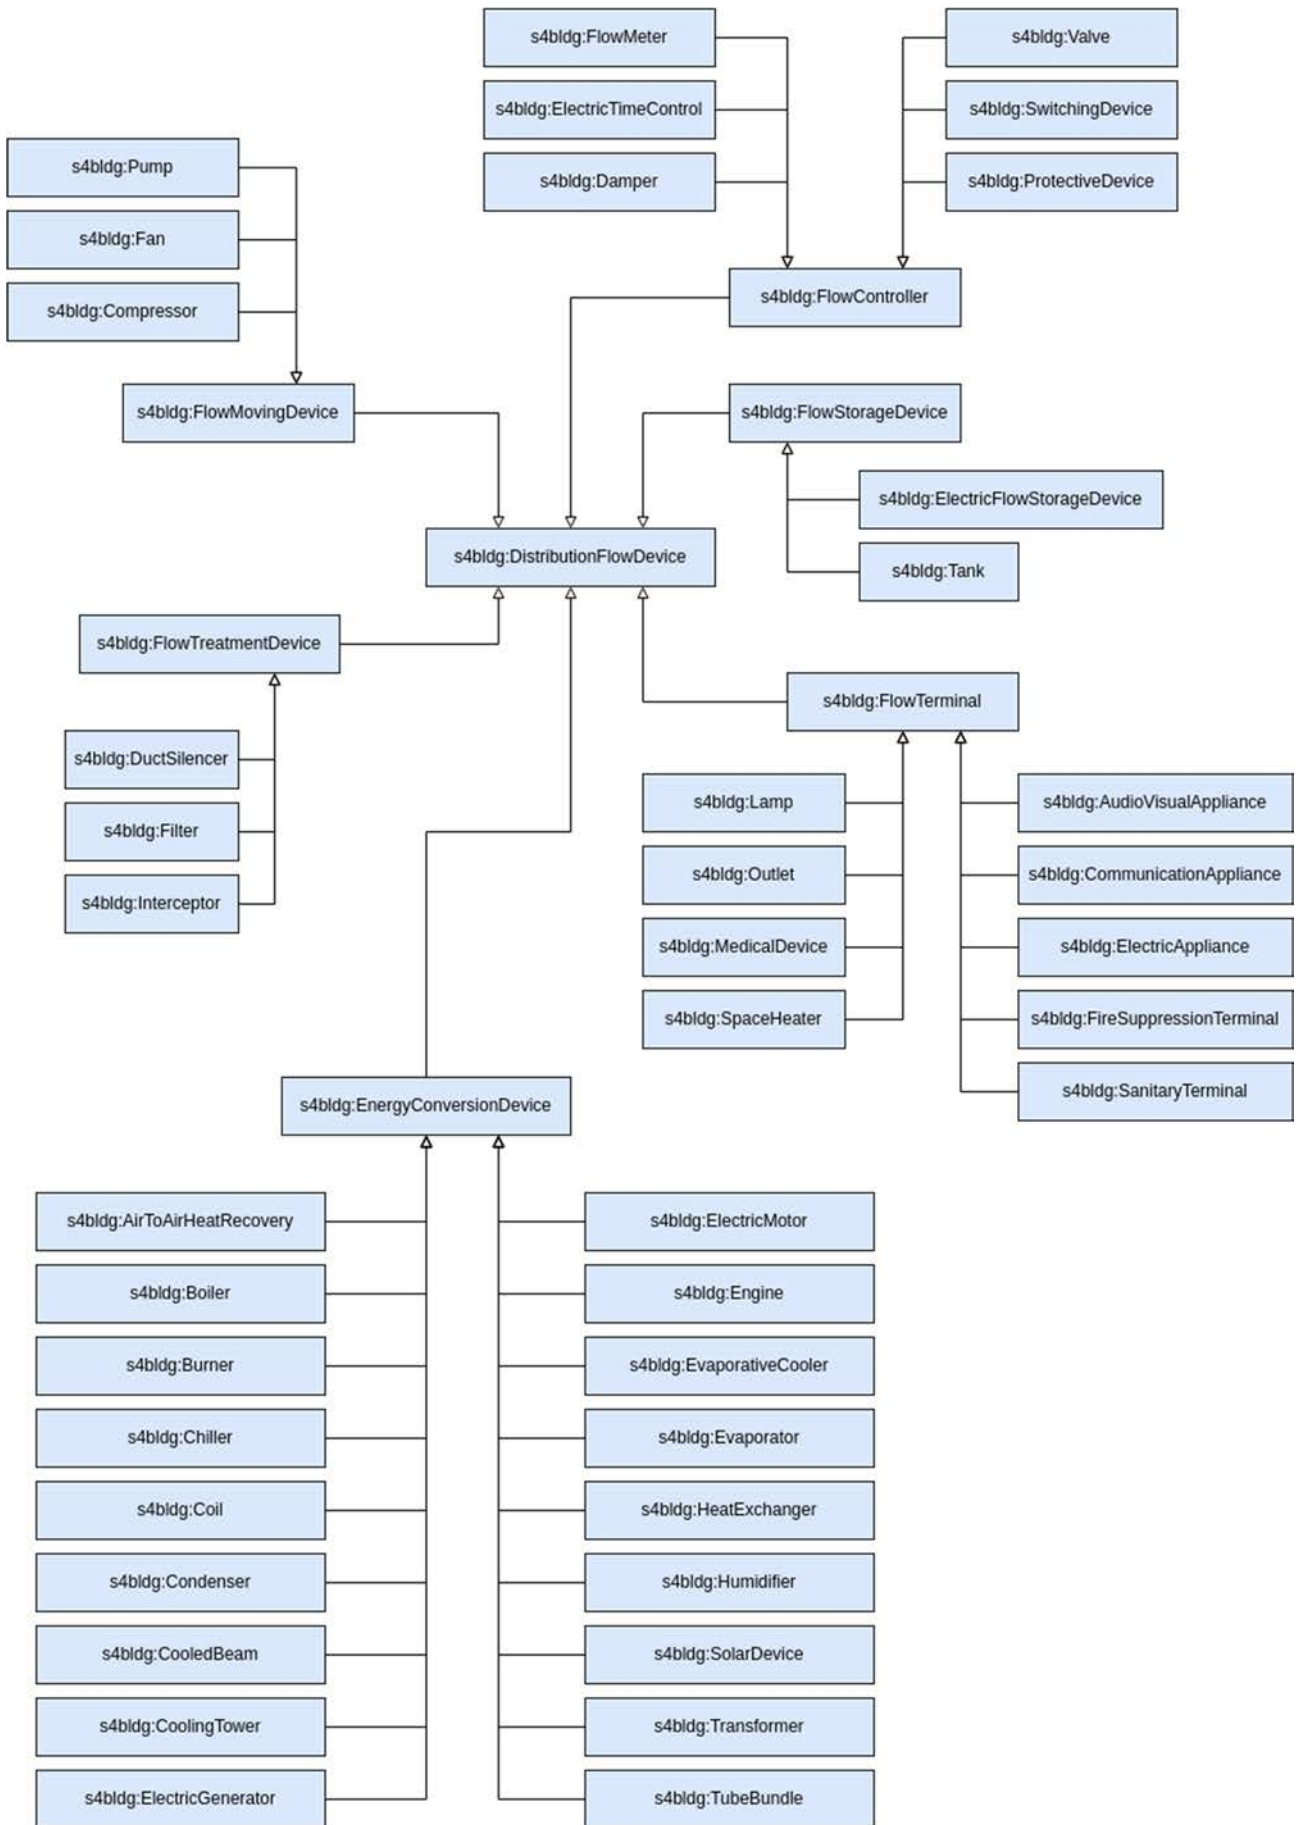 s4bldg:FlowMeter
s4bldg:Valve
s4bldg:ElectricTimeControl
s4bldg:SwitchingDevice
s4bldg:Pump
s4bldg:Damper
s4bldg:ProtectiveDevice
s4bldg:Fan
s4bldg:Compressor
s4bldg:FlowController
s4bldg:FlowMovingDevice
s4bldg:FlowStorageDevice
s4bldg:ElectricFlowStorageDevice
s4bldg:DistributionFlowDevice
s4bldg:Tank
s4bldg:FlowTreatmentDevice
s4bldg:FlowTerminal
s4bldg:DuctSilencer
s4bldg:Lamp
s4bldg:AudioVisualAppliance
s4bldg:Filter
s4bldg:Outlet
s4bldg:CommunicationAppliance
s4bldg:Interceptor
s4bldg:MedicalDevice
s4bldg:ElectricAppliance
s4bldg:SpaceHeater
s4bldg:FireSuppressionTerminal
s4bldg:SanitaryTerminal
s4bldg:EnergyConversionDevice
s4bldg:AirToAirHeatRecovery
s4bldg:ElectricMotor
s4bldg:Boiler
s4bldg:Engine
s4bldg:Burner
s4bldg:EvaporativeCooler
s4bldg:Chiller
s4bldg:Evaporator
s4bldg:Coil
s4bldg:HeatExchanger
s4bldg:Condenser
s4bldg:Humidifier
s4bldg:CooledBeam
s4bldg:SolarDevice
s4bldg:CoolingTower
s4bldg:Transformer
s4bldg:ElectricGenerator
s4bldg:TubeBundle